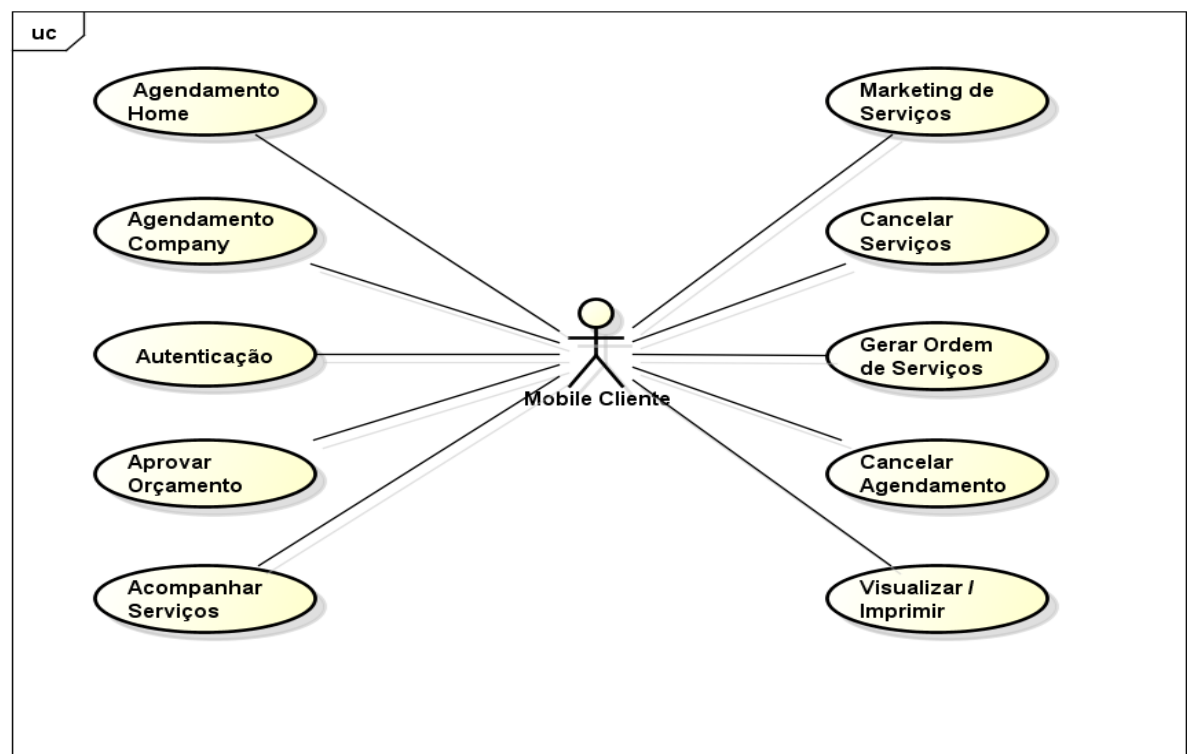 uc
Agendamento
Home
Marketing de
Serviços
Agendamento
Company
Cancelar
Serviços
Autenticação
Mobile Cliente
Gerar Ordem
de Serviços
Aprovar
Orçamento
Cancelar
Agendamento
Acompanhar
Serviços
Visualizar /
Imprimir